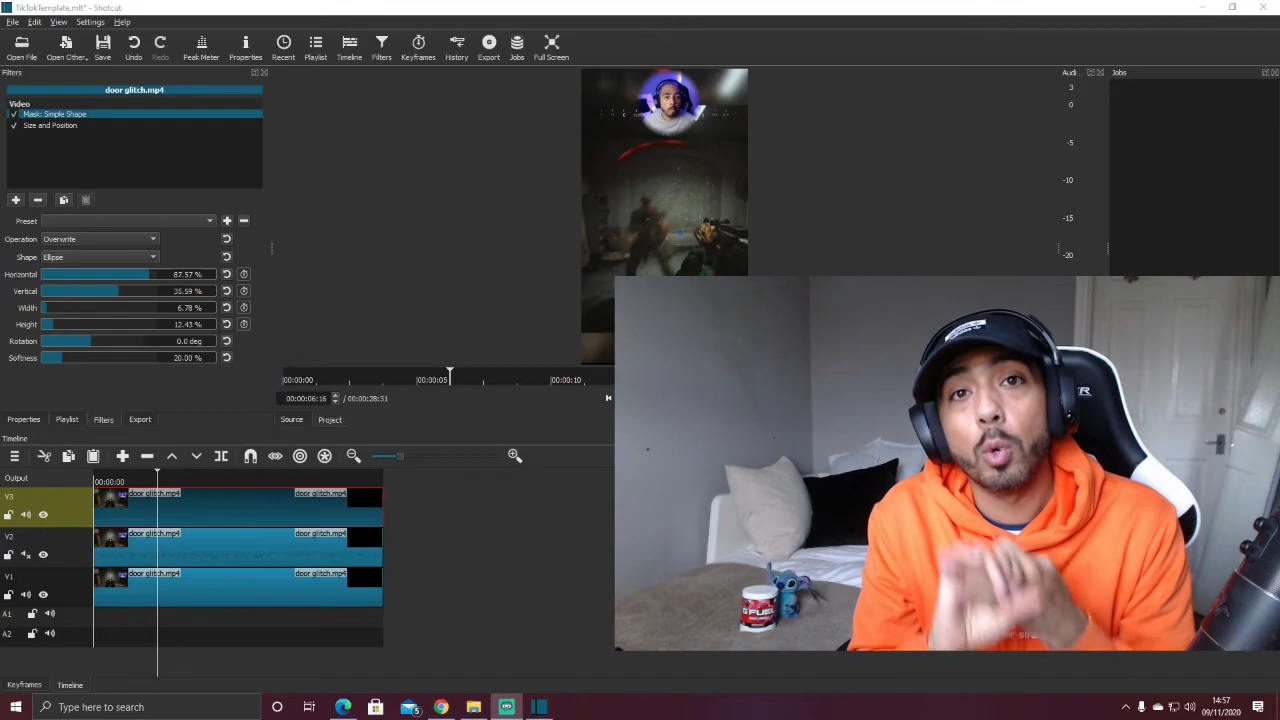 TikTokTemplate.mlt* - Shotcut
File Edit View Settings Help
Open File Open Other.. Save Undo Redo Peak Meter Properties Recent Playlist Timeline Filters Keyframes History Export Jobs Full Screen
Filters
Audi...
Jobs
door glitch.mp4
Video
Mask: Simple Shape
Size and Position
3
0
-5
-10
-15
-20
Preset
Operation Overwrite
Shape Ellipse
Horizontal 87.57 %
Vertical 35.59 %
Width 6.78 %
Height 12.43 %
Rotation 0.0 deg
Softness 20.00 %
00:00:00 00:00:05 00:00:10
00:00:06:16 / 00:00:28:31
Properties Playlist Filters Export
Source Project
Timeline
Output
00:00:00
V3
door glitch.mp4 door glitch.mp4
V2
door glitch.mp4 door glitch.mp4
V1
door glitch.mp4 door glitch.mp4
A1
A2
G FUEL
Keyframes Timeline
Type here to search
5
14:57
09/11/2020